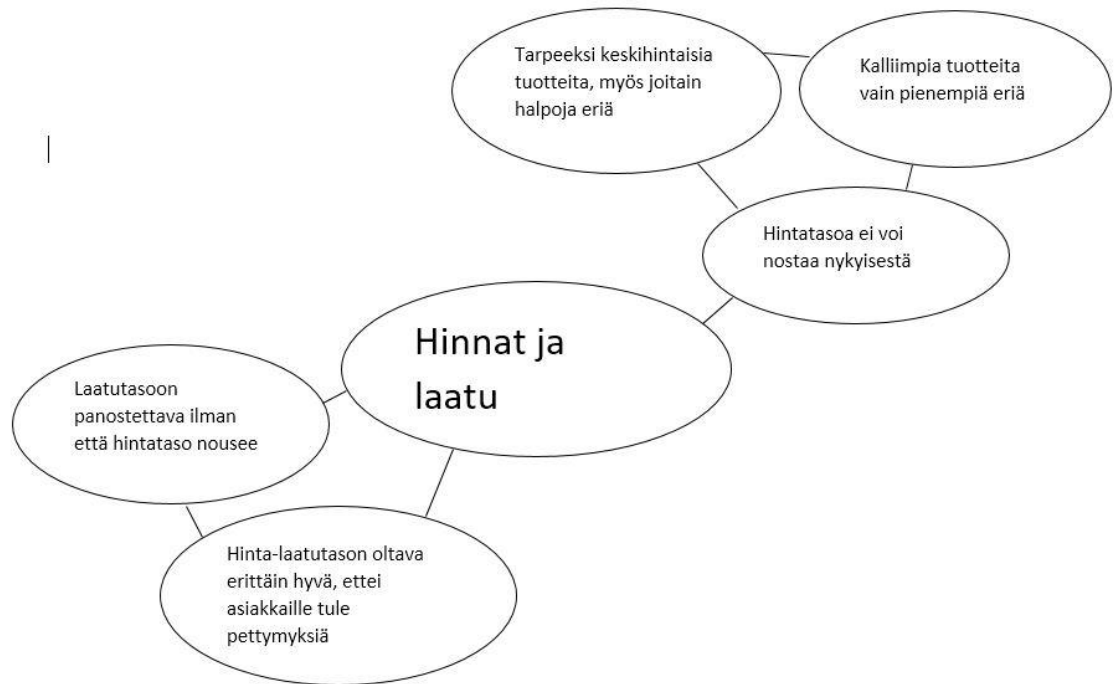 Tarpeeksi keskihintaisia
tuotteita, myös joitain
halpoja eriä
Kalliimpia tuotteita
vain pienempiä eriä
Hintatasoa ei voi
nostaa nykyisestä
Hinnat ja
laatu
Laatutasoon
panostettava ilman
että hintataso nousee
Hinta-laatutason oltava
erittäin hyvä, ettei
asiakkaille tule
pettymyksiä